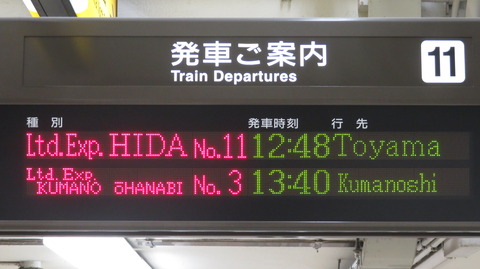 発車ご案内
Train Departures
11
種別 発車時刻 行先
Ltd.Exp. HIDA No.11 12:48 Toyama
Ltd.Exp. KUMANO ōHANABI No.3 13:40 Kumanoshi